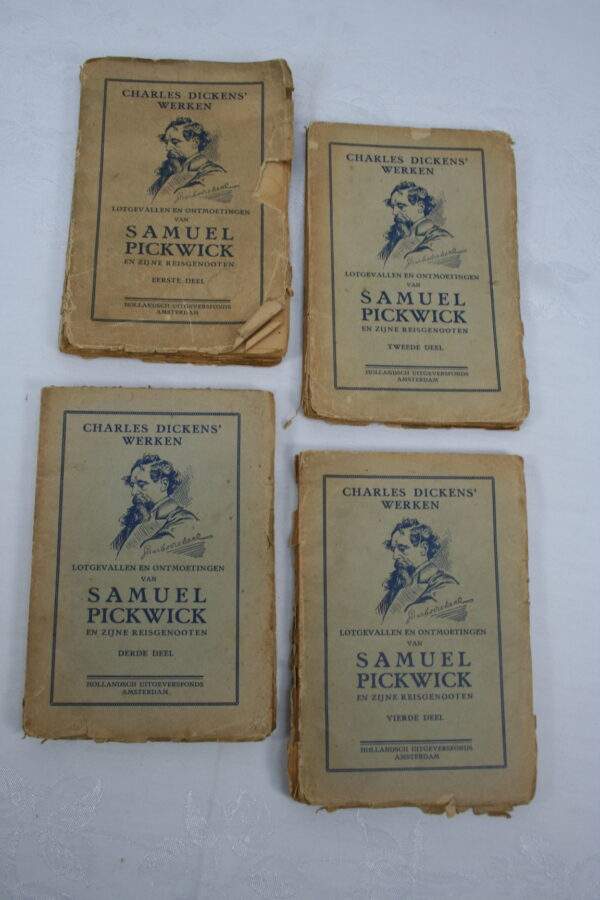 CHARLES DICKENS'
WERKEN
LOTGEVALLEN EN ONTMOETINGEN
VAN
SAMUEL
PICKWICK
EN ZIJNE REISGENOOTEN
EERSTE DEEL
HOLLANDSCH UITGEVERSFONDS
AMSTERDAM
CHARLES DICKENS'
WERKEN
LOTGEVALLEN EN ONTMOETINGEN
VAN
SAMUEL
PICKWICK
EN ZIJNE REISGENOOTEN
TWEEDE DEEL
HOLLANDSCH UITGEVERSFONDS
AMSTERDAM
CHARLES DICKENS'
WERKEN
LOTGEVALLEN EN ONTMOETINGEN
VAN
SAMUEL
PICKWICK
EN ZIJNE REISGENOOTEN
DERDE DEEL
HOLLANDSCH UITGEVERSFONDS
AMSTERDAM
CHARLES DICKENS'
WERKEN
LOTGEVALLEN EN ONTMOETINGEN
VAN
SAMUEL
PICKWICK
EN ZIJNE REISGENOOTEN
VIERDE DEEL
HOLLANDSCH UITGEVERSFONDS
AMSTERDAM